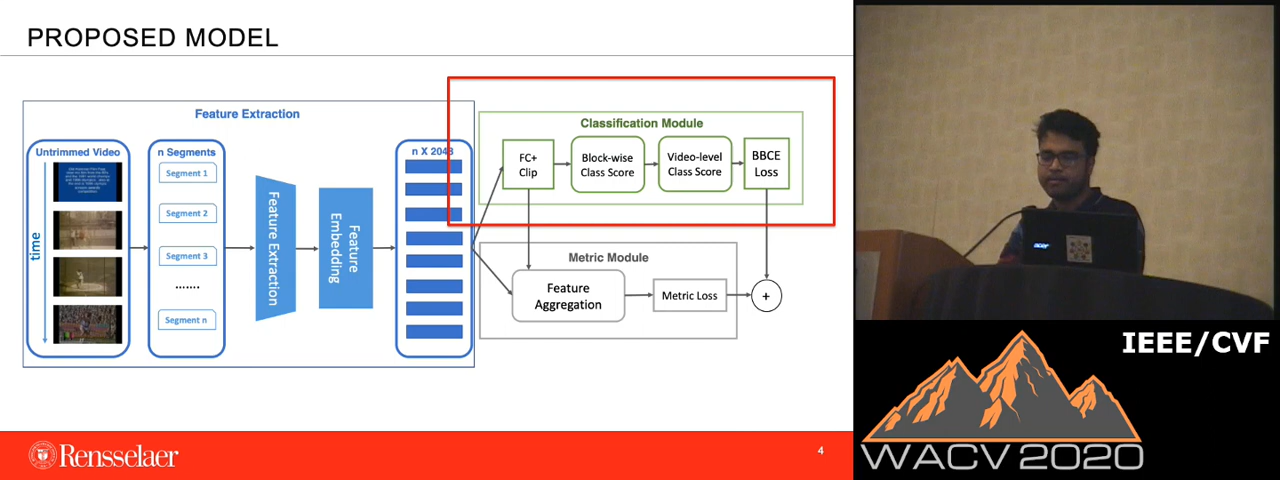 PROPOSED MODEL
Feature Extraction
Untrimmed Video
n Segments
n X 2048
time
Segment 1
Segment 2
Segment 3
.......
Segment n
Feature Extraction
Feature
Embedding
Classification Module
FC+
Clip
Block-wise
Class Score
Video-level
Class Score
BBCE
Loss
Metric Module
Feature
Aggregation
Metric Loss
+
Rensselaer
4
acer
IEEE/CVF
WACV 2020